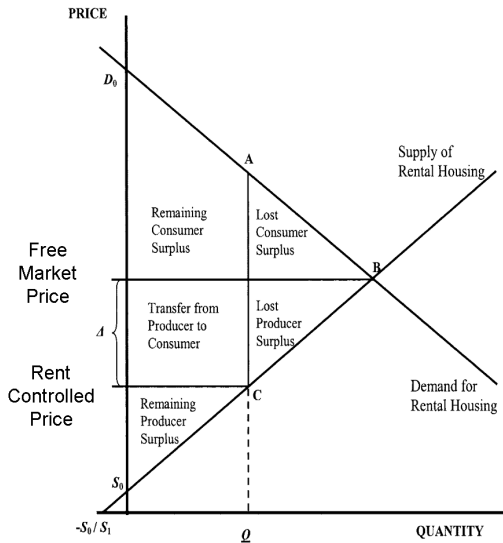 PRICE
D0
A
Supply of
Rental Housing
Remaining
Consumer
Surplus
Lost
Consumer
Surplus
Free
Market
Price
B
Δ
Transfer from
Producer to
Consumer
Lost
Producer
Surplus
Rent
Controlled
Price
C
Demand for
Rental Housing
Remaining
Producer
Surplus
S0
-S0 / S1
Q
QUANTITY